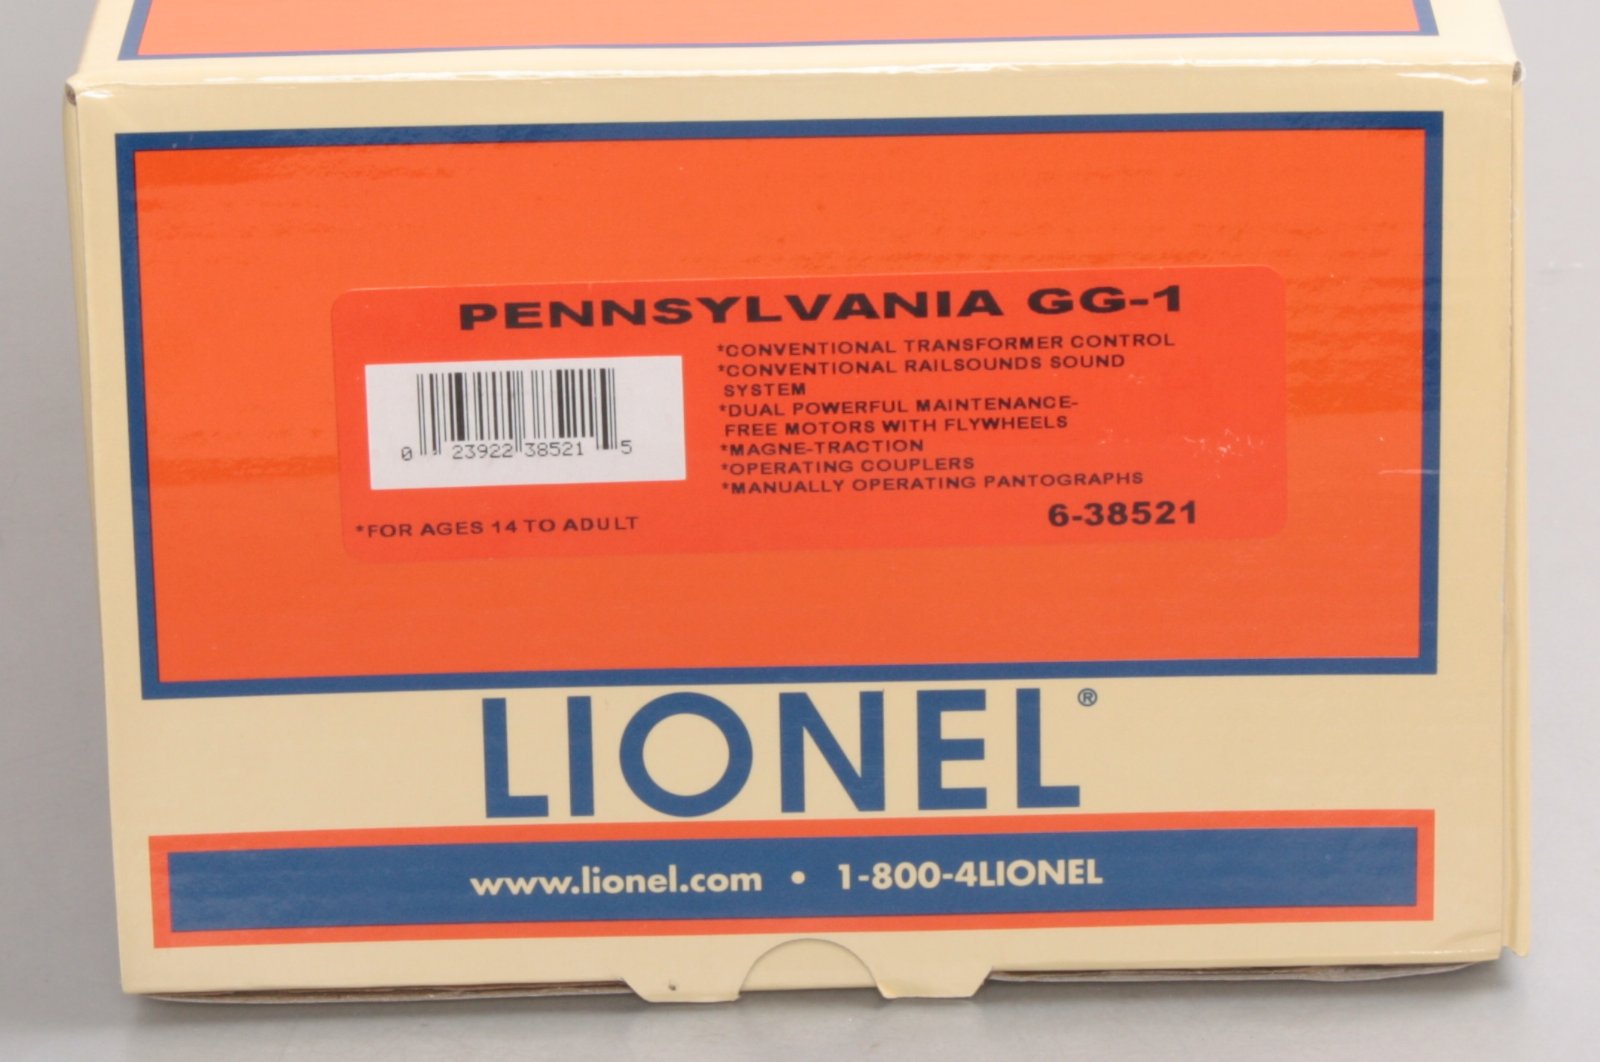 PENNSYLVANIA GG-1
*CONVENTIONAL TRANSFORMER CONTROL
*CONVENTIONAL RAILSOUNDS SOUND
SYSTEM
*DUAL POWERFUL MAINTENANCE-
FREE MOTORS WITH FLYWHEELS
*MAGNE-TRACTION
*OPERATING COUPLERS
*MANUALLY OPERATING PANTOGRAPHS
0 23922 38521 5
6-38521
*FOR AGES 14 TO ADULT
LIONEL®
www.lionel.com • 1-800-4LIONEL